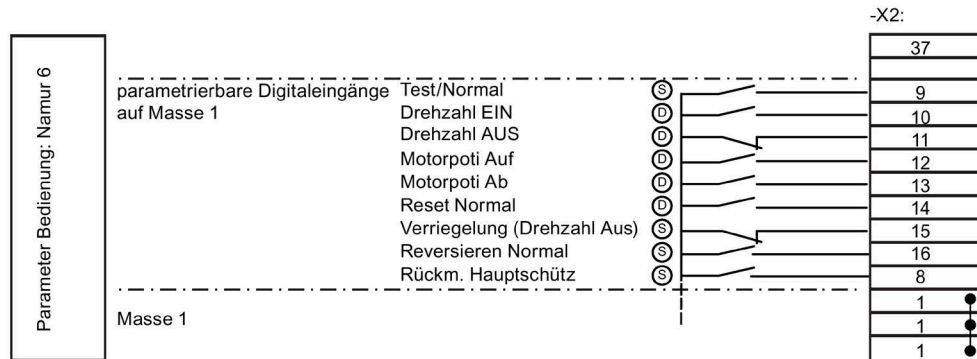 -X2:
37
Parameter Bedienung: Namur 6
parametrierbare Digitaleingänge
auf Masse 1
Test/Normal S 9
Drehzahl EIN D 10
Drehzahl AUS D 11
Motorpoti Auf D 12
Motorpoti Ab D 13
Reset Normal D 14
Verriegelung (Drehzahl Aus) S 15
Reversieren Normal S 16
Rückm. Hauptschütz S 8
Masse 1
1
1
1